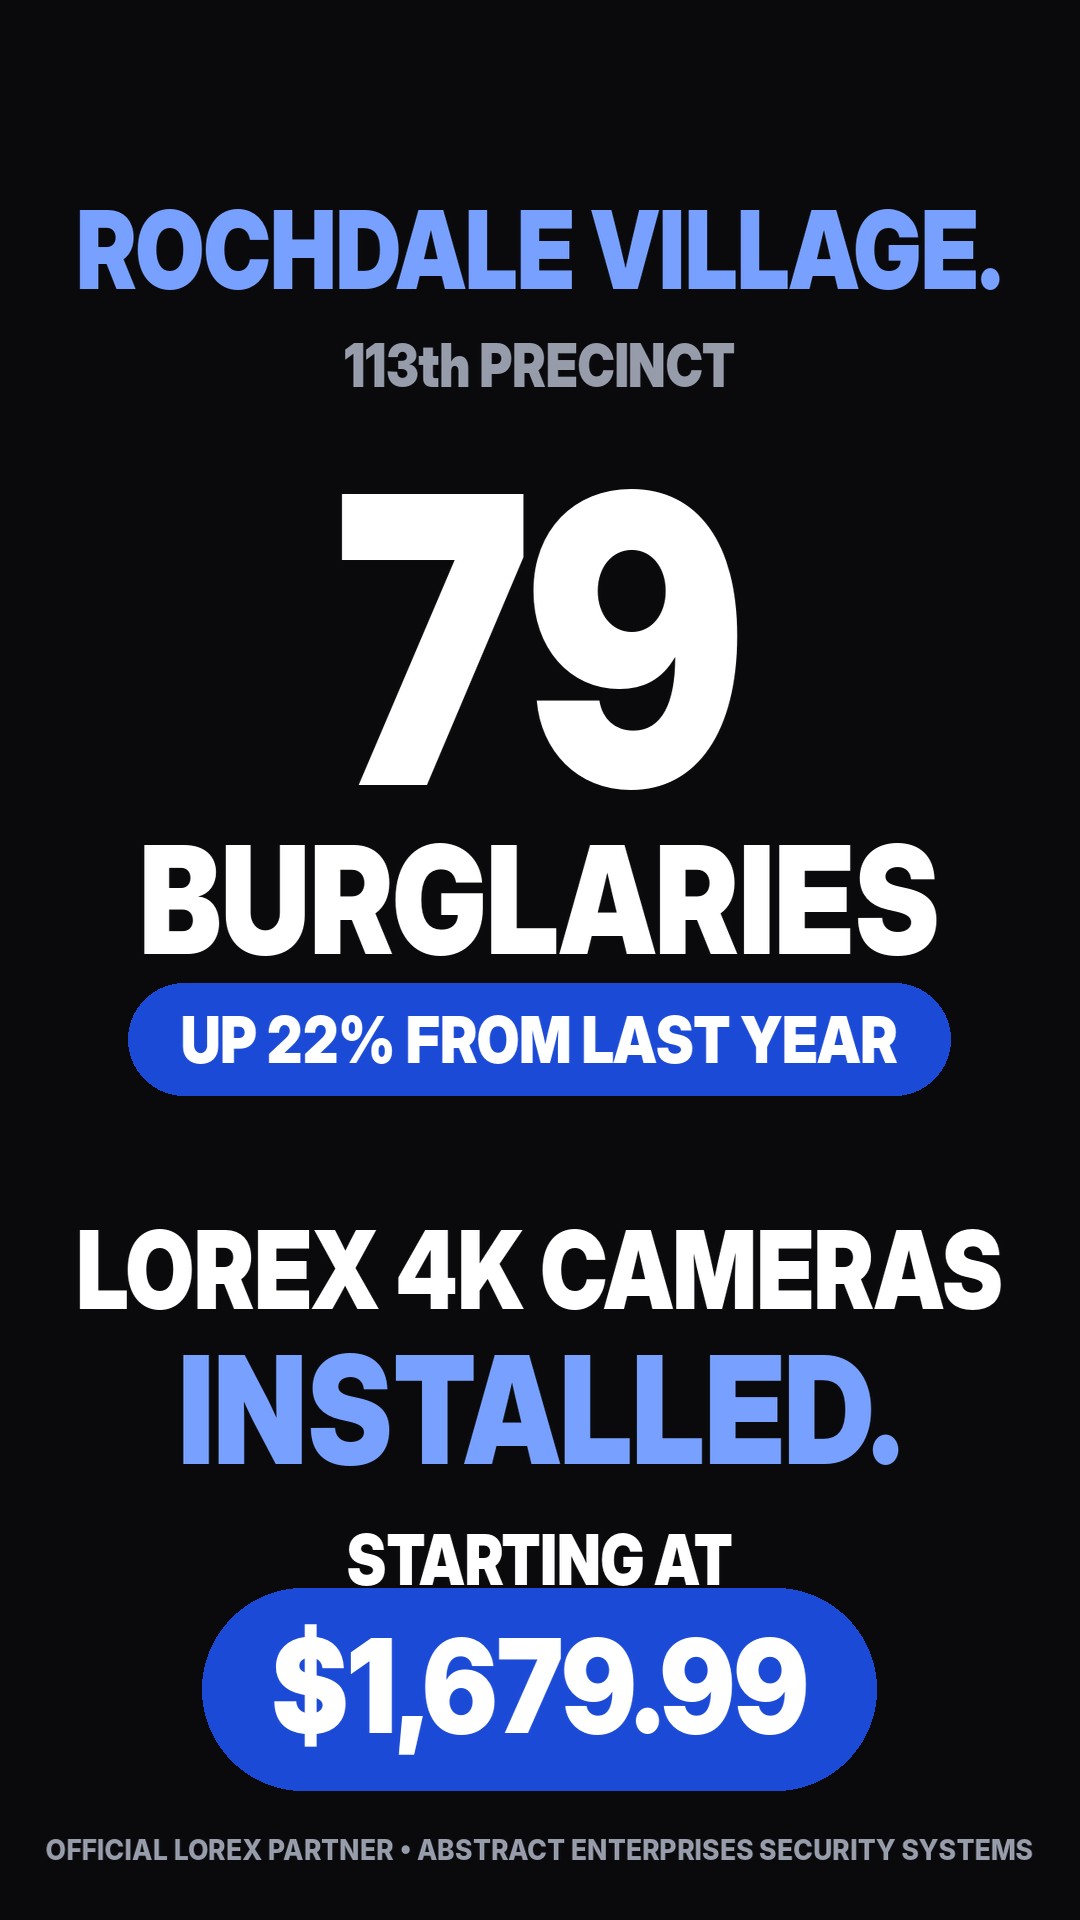 ROCHDALE VILLAGE.
113th PRECINCT
79
BURGLARIES
UP 22% FROM LAST YEAR
LOREX 4K CAMERAS
INSTALLED.
STARTING AT
$1,679.99
OFFICIAL LOREX PARTNER • ABSTRACT ENTERPRISES SECURITY SYSTEMS